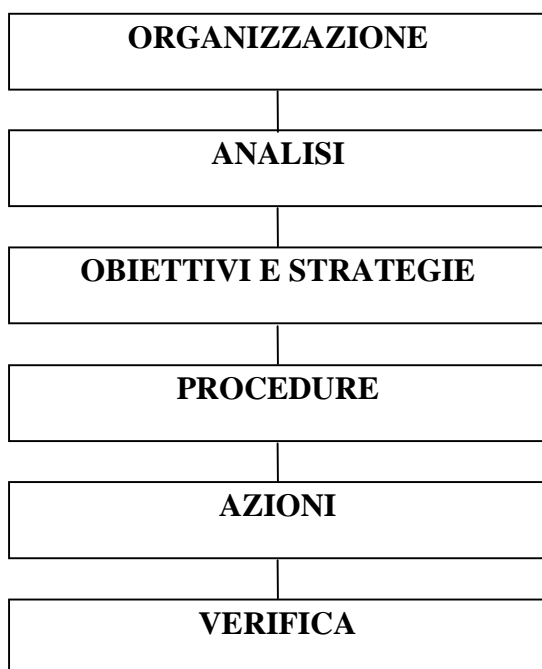 ORGANIZZAZIONE
ANALISI
OBIETTIVI E STRATEGIE
PROCEDURE
AZIONI
VERIFICA